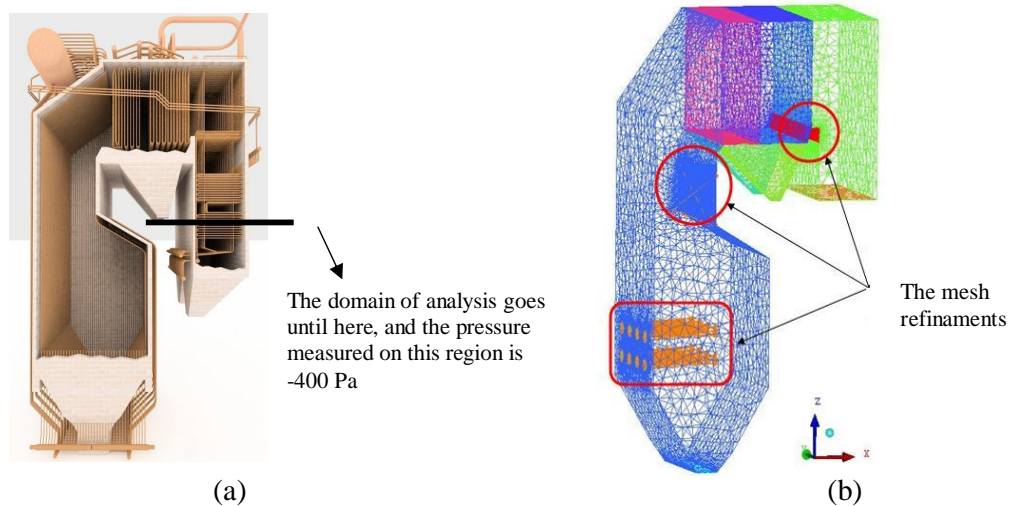 The domain of analysis goes
until here, and the pressure
measured on this region is
-400 Pa
(a)
The mesh
refinaments
Z
X
(b)